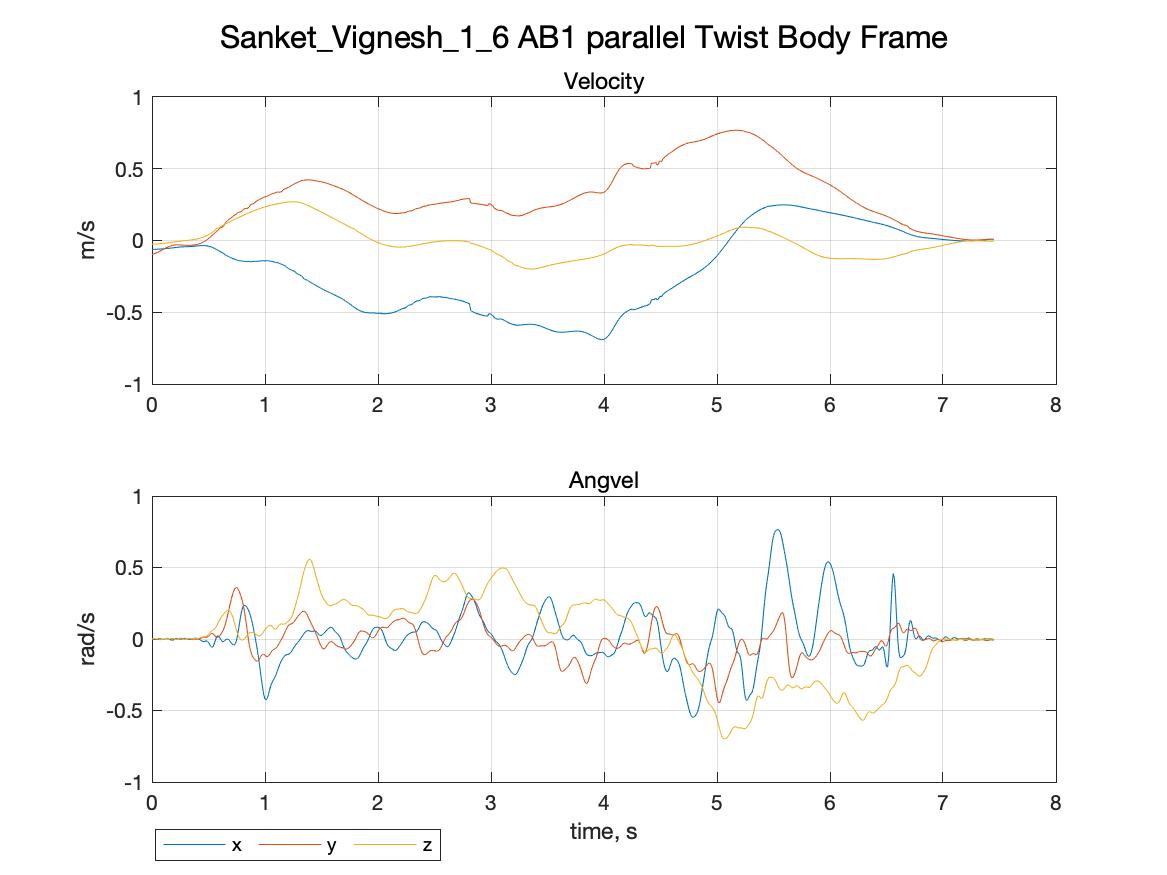 Sanket_Vignesh_1_6 AB1 parallel Twist Body Frame
Velocity
1
0.5
0
-0.5
-1
m/s
0 1 2 3 4 5 6 7 8
Angvel
1
0.5
0
-0.5
-1
rad/s
0 1 2 3 4 5 6 7 8
time, s
x y z